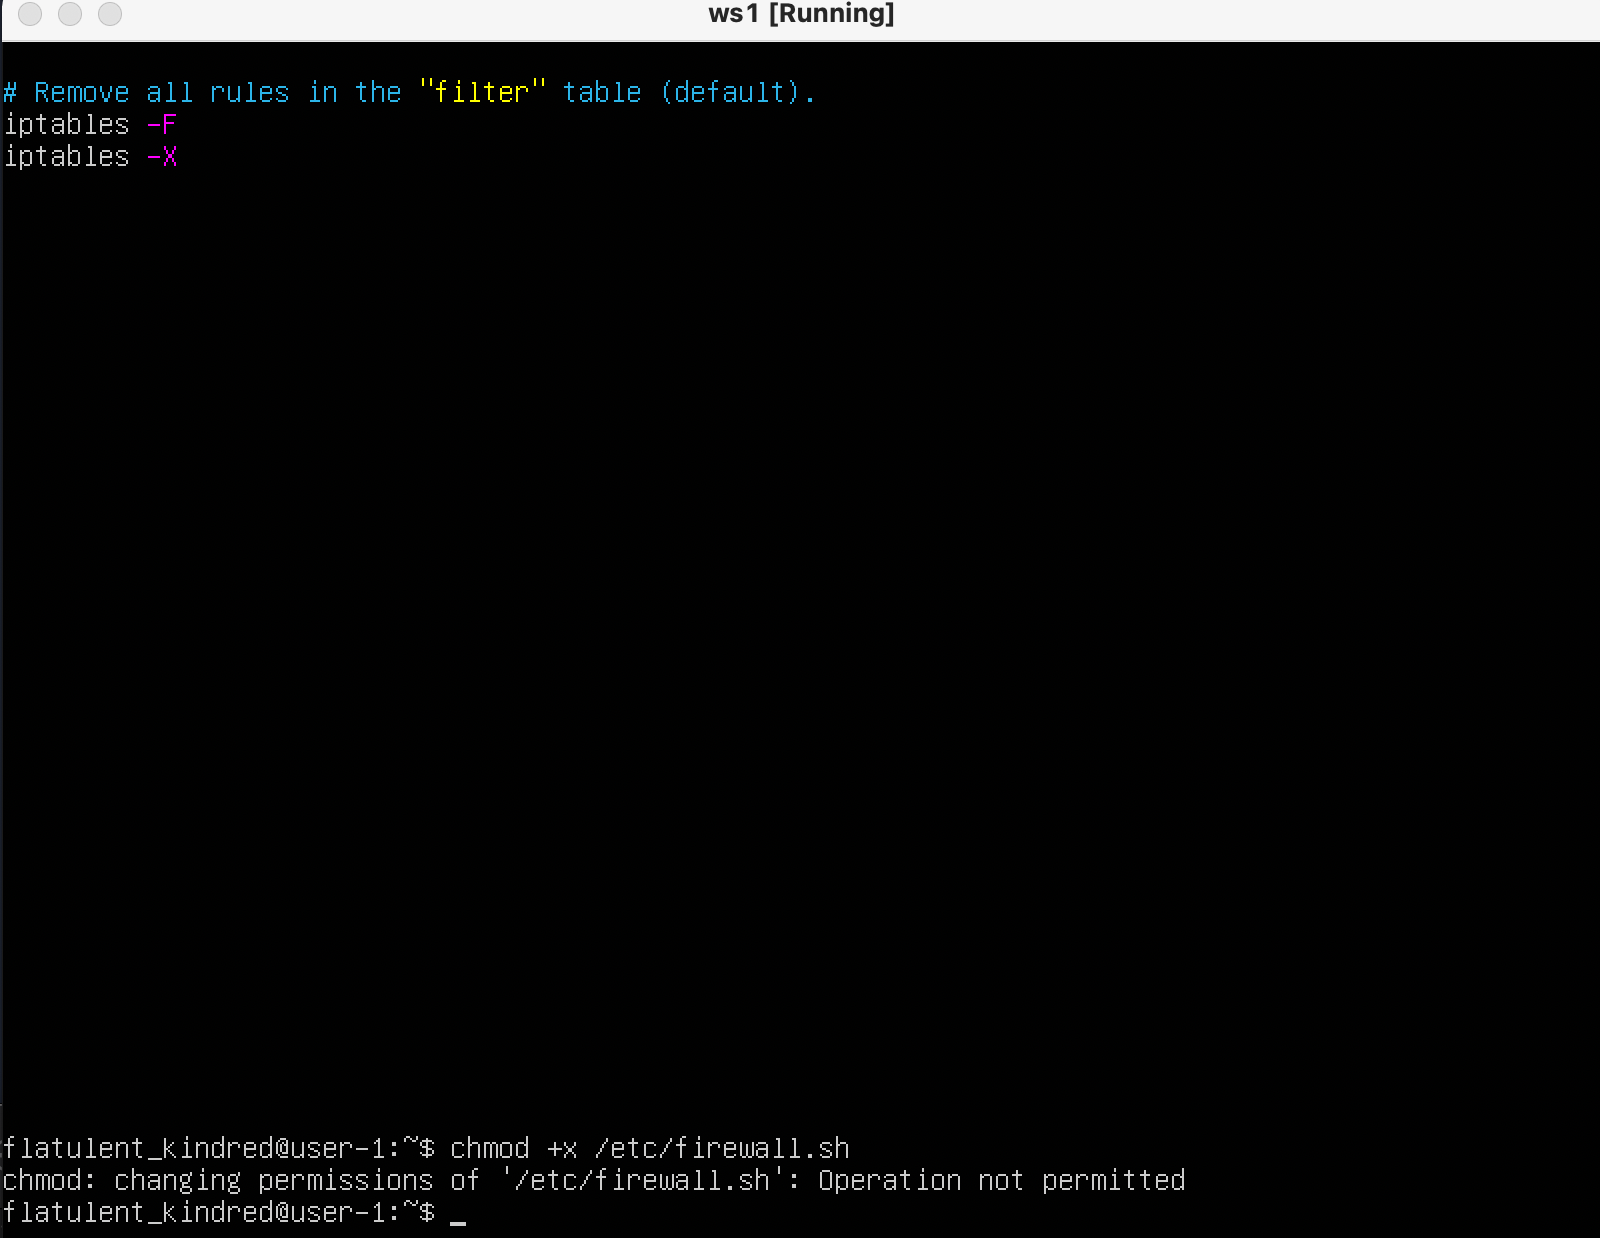 ws1 [Running]
# Remove all rules in the "filter" table (default).
iptables -F
iptables -X
flatulent_kindred@user-1:~$ chmod +x /etc/firewall.sh
chmod: changing permissions of '/etc/firewall.sh': Operation not permitted
flatulent_kindred@user-1:~$ _